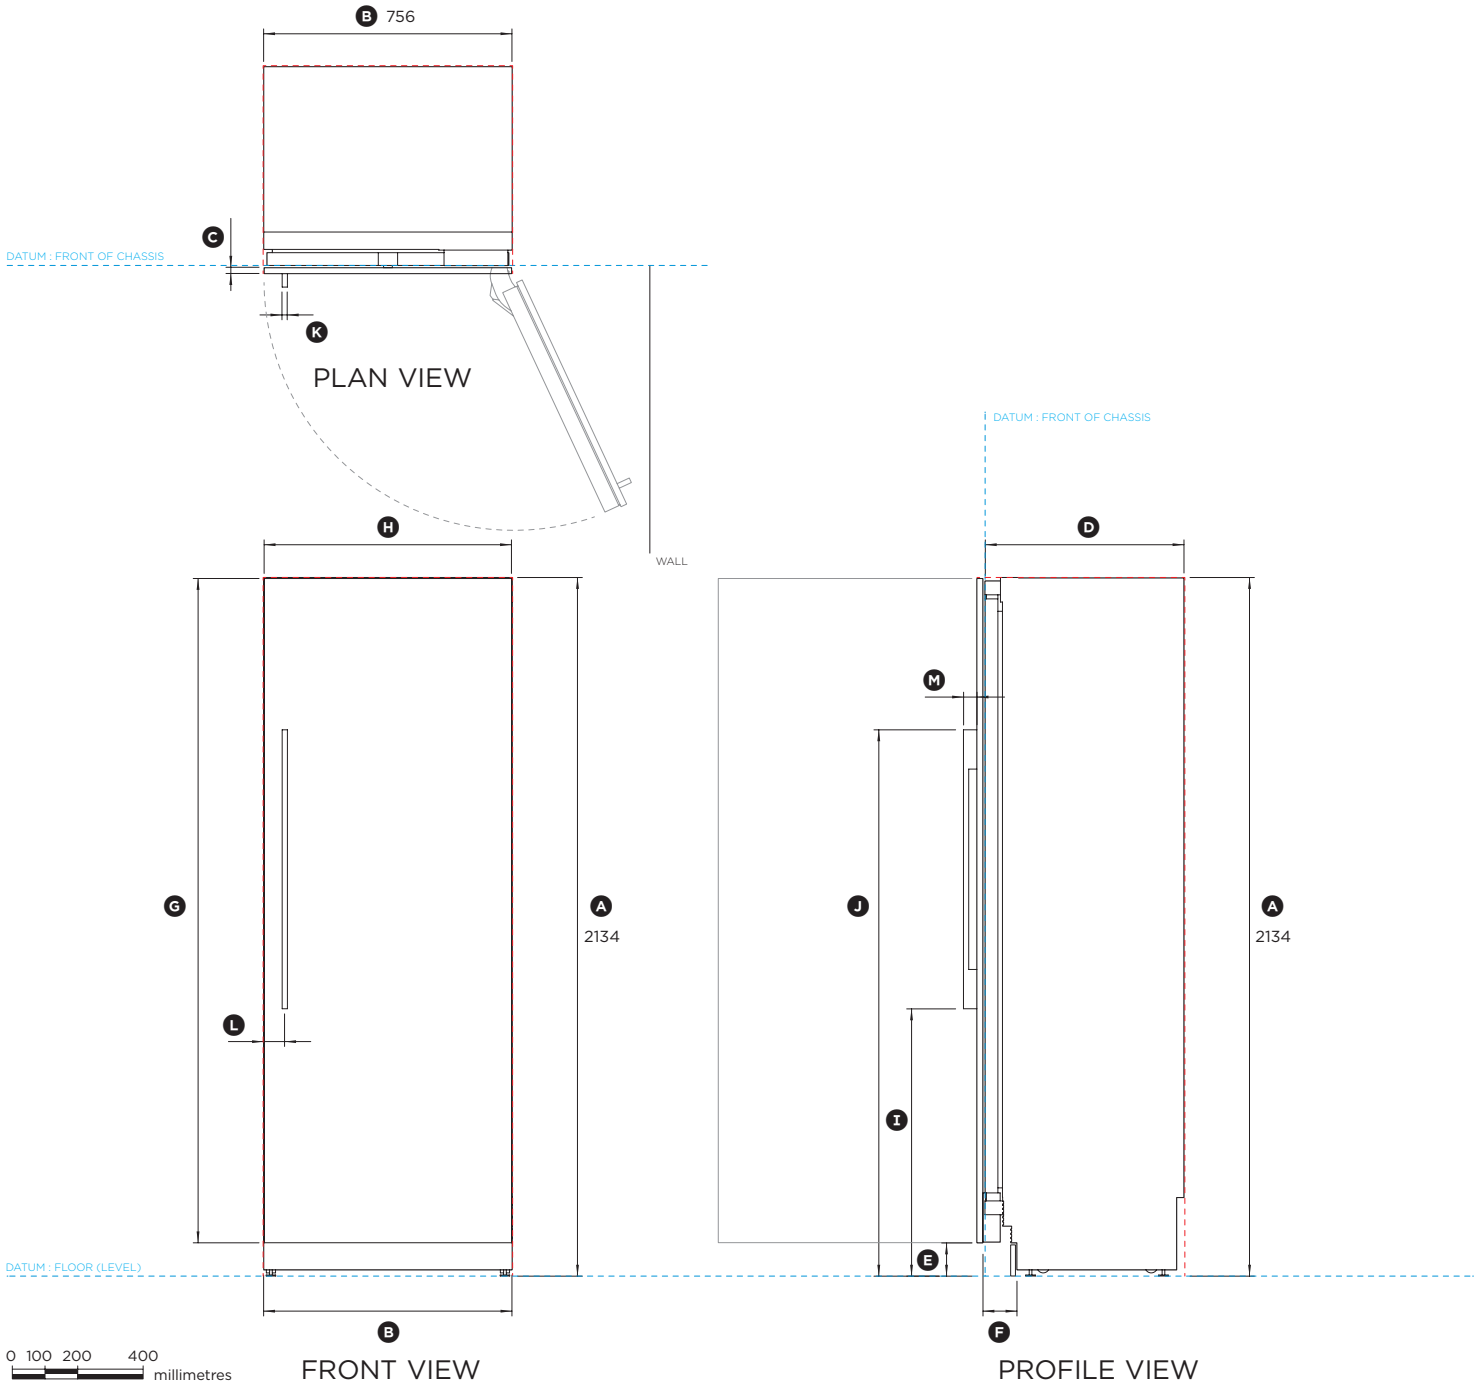 B 756
C
DATUM : FRONT OF CHASSIS
K
PLAN VIEW
DATUM : FRONT OF CHASSIS
H
D
WALL
M
G
A
2134
J
A
2134
L
I
E
DATUM : FLOOR (LEVEL)
B
F
0 100 200 400
millimetres
FRONT VIEW
PROFILE VIEW